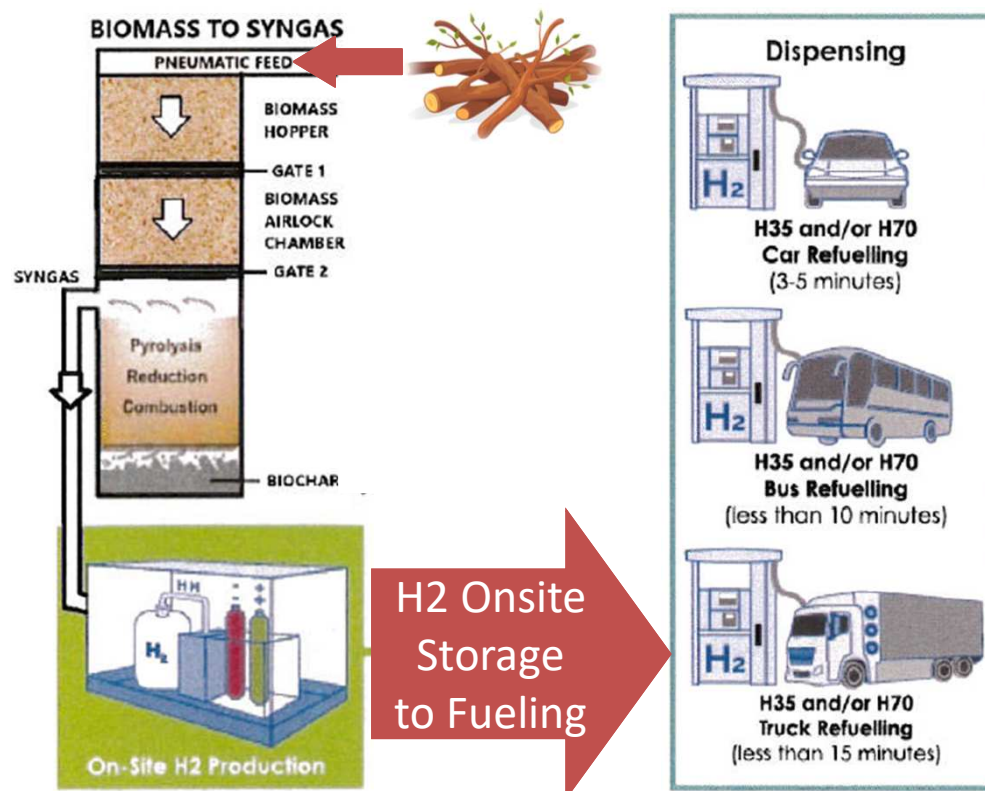 BIOMASS TO SYNGAS
PNEUMATIC FEED
BIOMASS
HOPPER
GATE 1
BIOMASS
AIRLOCK
CHAMBER
GATE 2
SYNGAS
Pyrolysis
Reduction
Combustion
BIOCHAR
H H
- +
- +
H₂
On-Site H2 Production
H2 Onsite
Storage
to Fueling
Dispensing
H₂
H35 and/or H70
Car Refuelling
(3-5 minutes)
H₂
H35 and/or H70
Bus Refuelling
(less than 10 minutes)
H₂
H35 and/or H70
Truck Refuelling
(less than 15 minutes)